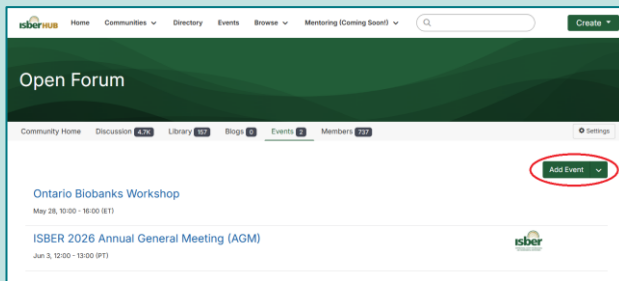 isber HUB Home Communities Directory Events Browse Mentoring (Coming Soon!) Create
Open Forum
Community Home Discussion 4.7K Library 157 Blogs 0 Events 2 Members 737 Settings
Add Event
Ontario Biobanks Workshop
May 28, 10:00 - 16:00 (ET)
ISBER 2026 Annual General Meeting (AGM)
isber
Jun 3, 12:00 - 13:00 (PT)